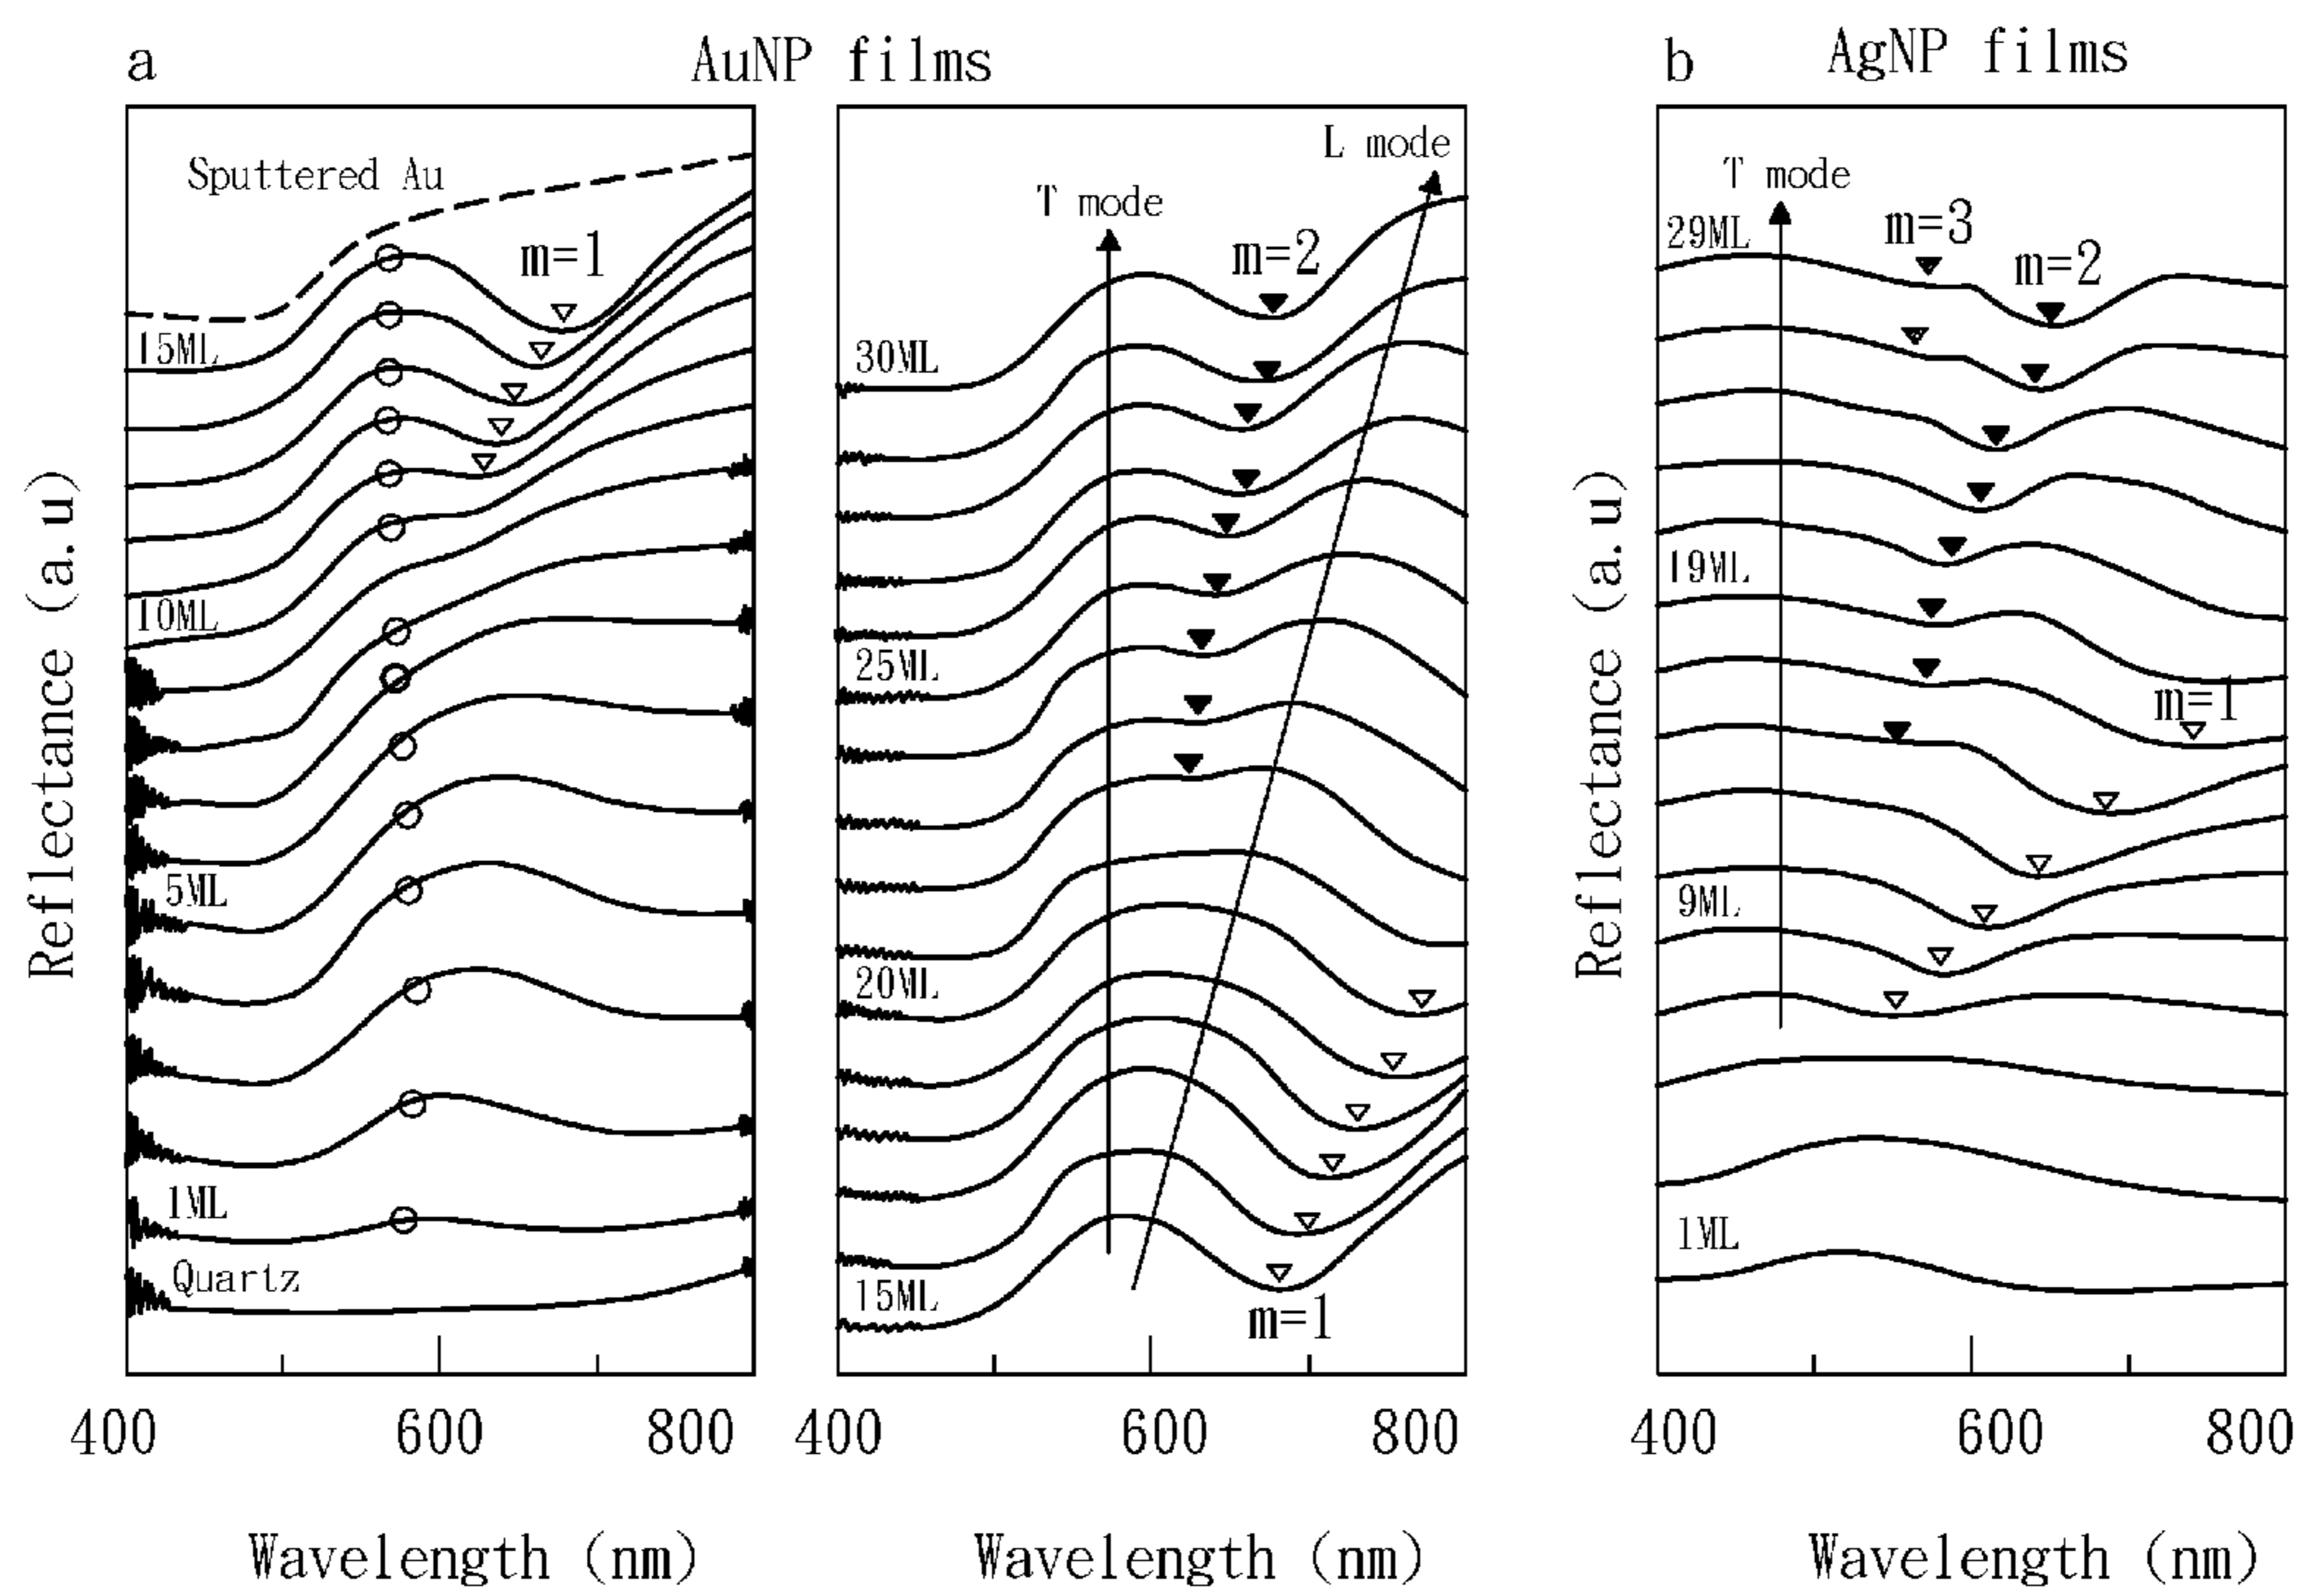 a
AuNP films
b
AgNP films
Reflectance (a.u)
Sputtered Au
m=1
15ML
10ML
5ML
1ML
Quartz
400 600 800
Wavelength (nm)
L mode
T mode
m=2
30ML
25ML
20ML
15ML
m=1
400 600 800
Wavelength (nm)
Reflectance (a.u)
T mode
29ML
m=3
m=2
19ML
m=1
9ML
1ML
400 600 800
Wavelength (nm)